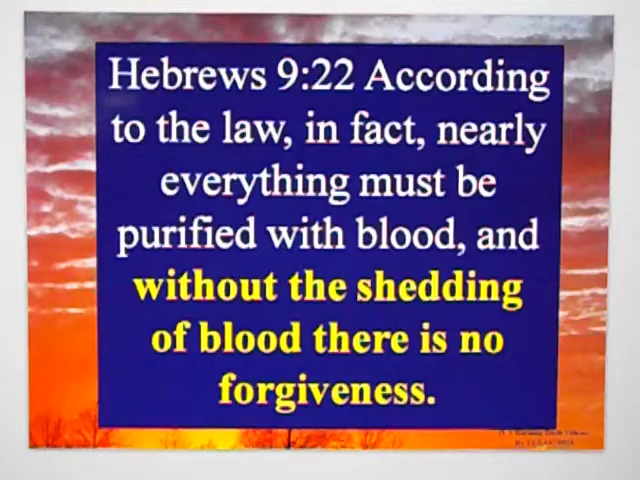 Hebrews 9:22 According
to the law, in fact, nearly
everything must be
purified with blood, and
without the shedding
of blood there is no
forgiveness.